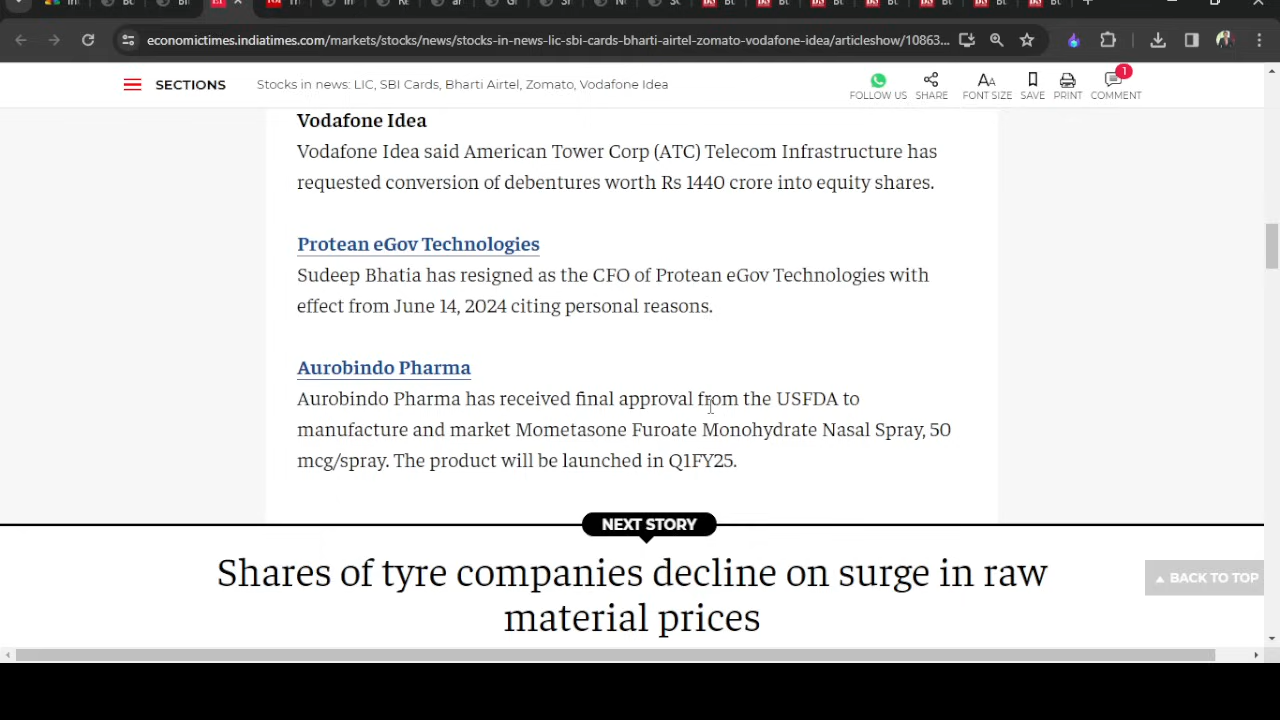 economictimes.indiatimes.com/markets/stocks/news/stocks-in-news-lic-sbi-cards-bharti-airtel-zomato-vodafone-idea/articleshow/10863...
SECTIONS
Stocks in news: LIC, SBI Cards, Bharti Airtel, Zomato, Vodafone Idea
1
FOLLOW US
SHARE
FONT SIZE
SAVE
PRINT
COMMENT
Vodafone Idea
Vodafone Idea said American Tower Corp (ATC) Telecom Infrastructure has
requested conversion of debentures worth Rs 1440 crore into equity shares.
Protean eGov Technologies
Sudeep Bhatia has resigned as the CFO of Protean eGov Technologies with
effect from June 14, 2024 citing personal reasons.
Aurobindo Pharma
Aurobindo Pharma has received final approval from the USFDA to
manufacture and market Mometasone Furoate Monohydrate Nasal Spray, 50
mcg/spray. The product will be launched in Q1FY25.
NEXT STORY
Shares of tyre companies decline on surge in raw
material prices
BACK TO TOP